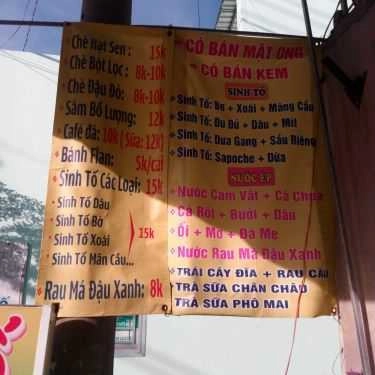 Chè Hạt Sen: 15k
Chè Bột Lọc: 8k-10k
Chè Đậu Đỏ: 8k-10k
Sâm Bổ Lượng: 12k
Cafe đá: 10k (Sữa: 12k)
Bánh Flan: 5k/cái
Sinh Tố Các Loại: 15k
Sinh Tố Dâu
Sinh Tố Bơ
Sinh Tố Xoài
15k
Sinh Tố Mãn Cầu...
Rau Má Đậu Xanh: 8k
CÓ BÁN MẬT ONG
CÓ BÁN KEM
SINH TỐ
Sinh Tố: Bơ + Xoài + Mãng Cầu
Sinh Tố: Đu Đủ + Dâu + Mít
Sinh Tố: Dưa Gang + Sầu Riêng
Sinh Tố: Sapoche + Dừa
NƯỚC ÉP
Nước Cam Vắt + Cà Chua
Cà Rốt + Bưởi + Dâu
Ổi + Mơ + Đá Me
Nước Rau Má Đậu Xanh
TRÁI CÂY DĨA + RAU CÂU
TRÀ SỮA CHÂN CHÂU
TRÀ SỮA PHÔ MAI